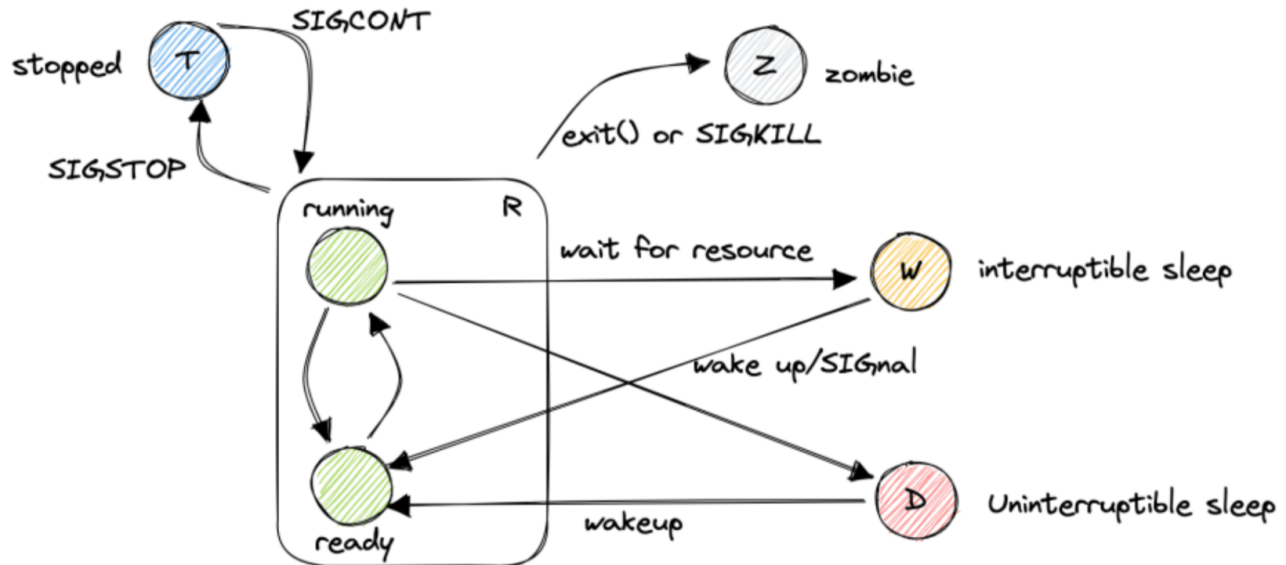 SIGCONT
stopped
T
Z
zombie
exit() or SIGKILL
SIGSTOP
running
R
wait for resource
W
interruptible sleep
wake up/SIGnal
D
Uninterruptible sleep
wakeup
ready